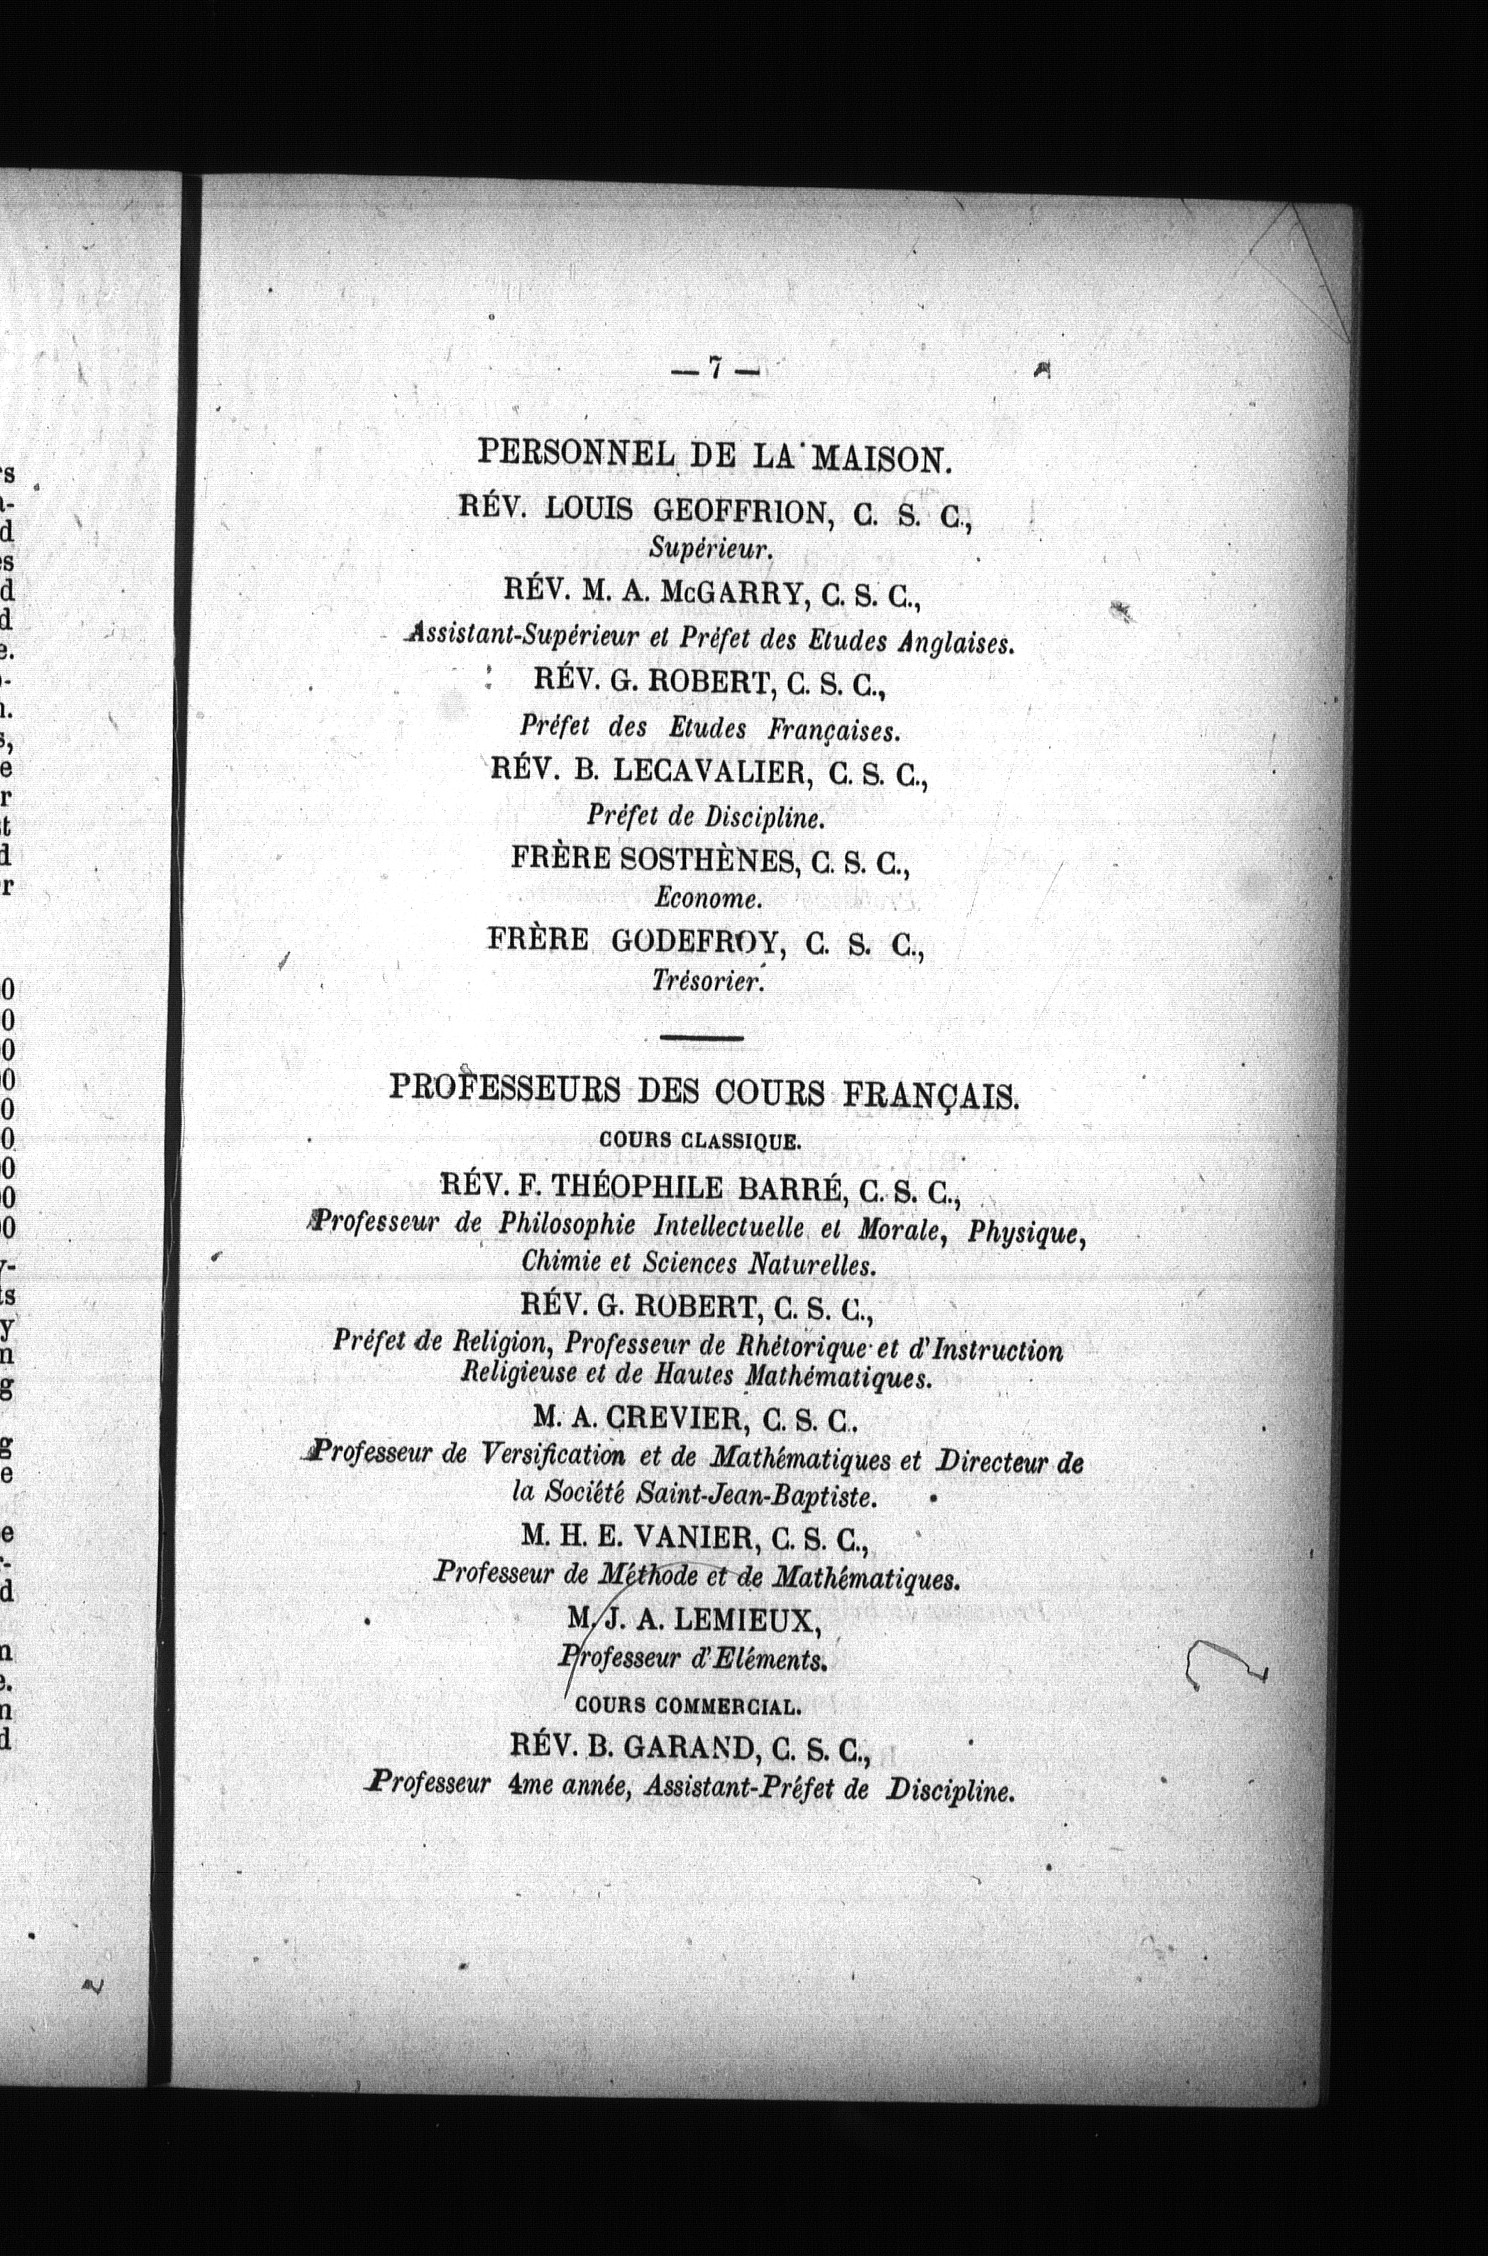 — 7 —
PERSONNEL DE LA MAISON.
RÉV. LOUIS GEOFFRION, C. S. C.,
Supérieur.
RÉV. M. A. McGARRY, C. S. C.,
Assistant-Supérieur et Préfet des Etudes Anglaises.
RÉV. G. ROBERT, C. S. C.,
Préfet des Etudes Françaises.
RÉV. B. LECAVALIER, C. S. C.,
Préfet de Discipline.
FRÈRE SOSTHÈNES, C. S. C.,
Econome.
FRÈRE GODEFROY, C. S. C.,
Trésorier.
PROFESSEURS DES COURS FRANÇAIS.
COURS CLASSIQUE.
RÉV. F. THÉOPHILE BARRÉ, C. S. C.,
Professeur de Philosophie Intellectuelle et Morale, Physique,
Chimie et Sciences Naturelles.
RÉV. G. ROBERT, C. S. C.,
Préfet de Religion, Professeur de Rhétorique et d'Instruction
Religieuse et de Hautes Mathématiques.
M. A. CREVIER, C. S. C.
Professeur de Versification et de Mathématiques et Directeur de
la Société Saint-Jean-Baptiste.
M. H. E. VANIER, C. S. C.,
Professeur de Méthode et de Mathématiques.
M. J. A. LEMIEUX,
Professeur d'Eléments.
COURS COMMERCIAL.
RÉV. B. GARAND, C. S. C.,
Professeur 4me année, Assistant-Préfet de Discipline.